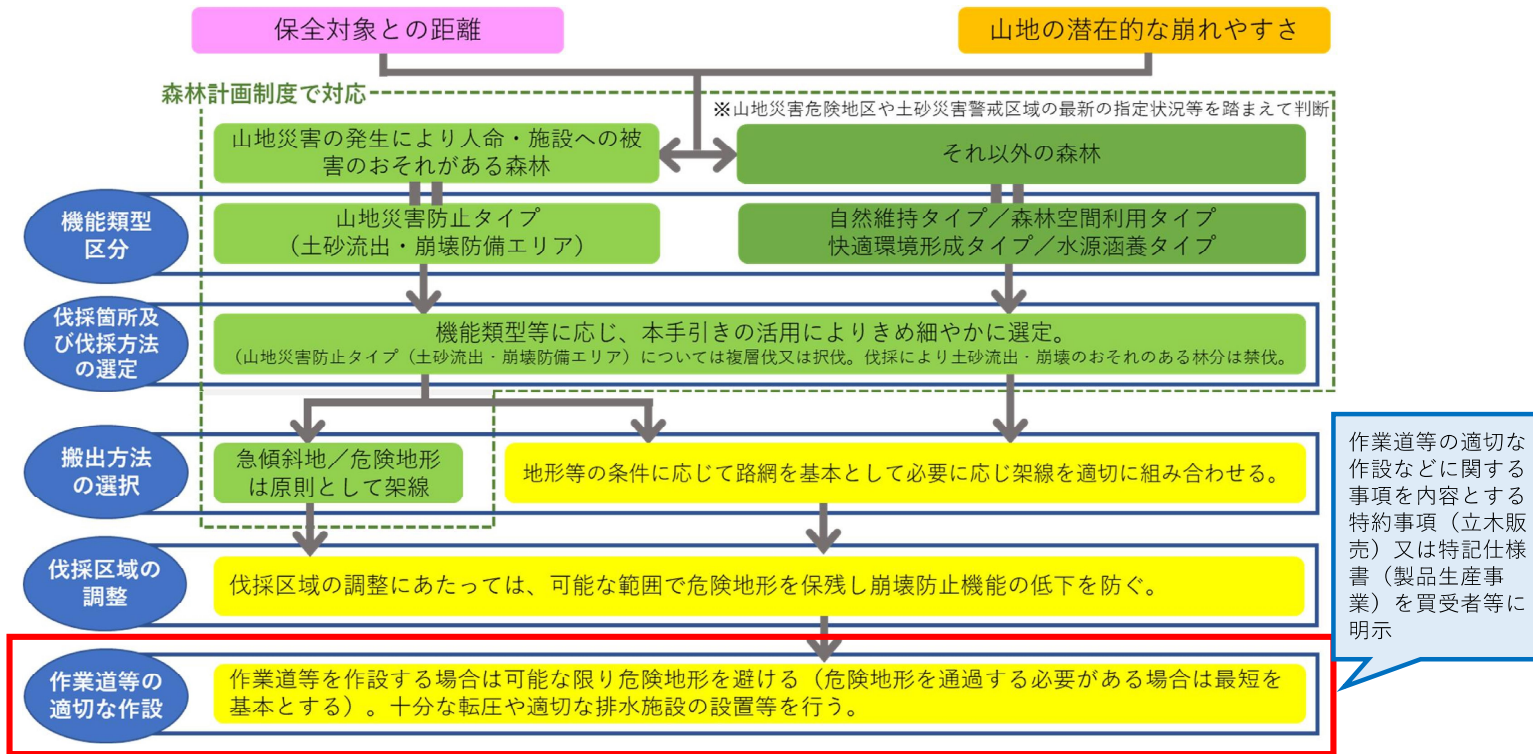 保全対象との距離
山地の潜在的な崩れやすさ
森林計画制度で対応
※山地災害危険地区や土砂災害警戒区域の最新の指定状況等を踏まえて判断
山地災害の発生により人命・施設への被
害のおそれがある森林
それ以外の森林
機能類型
区分
山地災害防止タイプ
（土砂流出・崩壊防備エリア）
自然維持タイプ／森林空間利用タイプ
快適環境形成タイプ／水源涵養タイプ
伐採箇所及
び伐採方法
の選定
機能類型等に応じ、本手引きの活用によりきめ細やかに選定。
（山地災害防止タイプ（土砂流出・崩壊防備エリア）については複層伐又は択伐。伐採により土砂流出・崩壊のおそれのある林分は禁伐。
搬出方法
の選択
急傾斜地／危険地形
は原則として架線
地形等の条件に応じて路網を基本として必要に応じ架線を適切に組み合わせる。
作業道等の適切な
作設などに関する
事項を内容とする
特約事項（立木販
売）又は特記仕様
書（製品生産事
業）を買受者等に
明示
伐採区域の
調整
伐採区域の調整にあたっては、可能な範囲で危険地形を保残し崩壊防止機能の低下を防ぐ。
作業道等の
適切な作設
作業道等を作設する場合は可能な限り危険地形を避ける（危険地形を通過する必要がある場合は最短を
基本とする）。十分な転圧や適切な排水施設の設置等を行う。